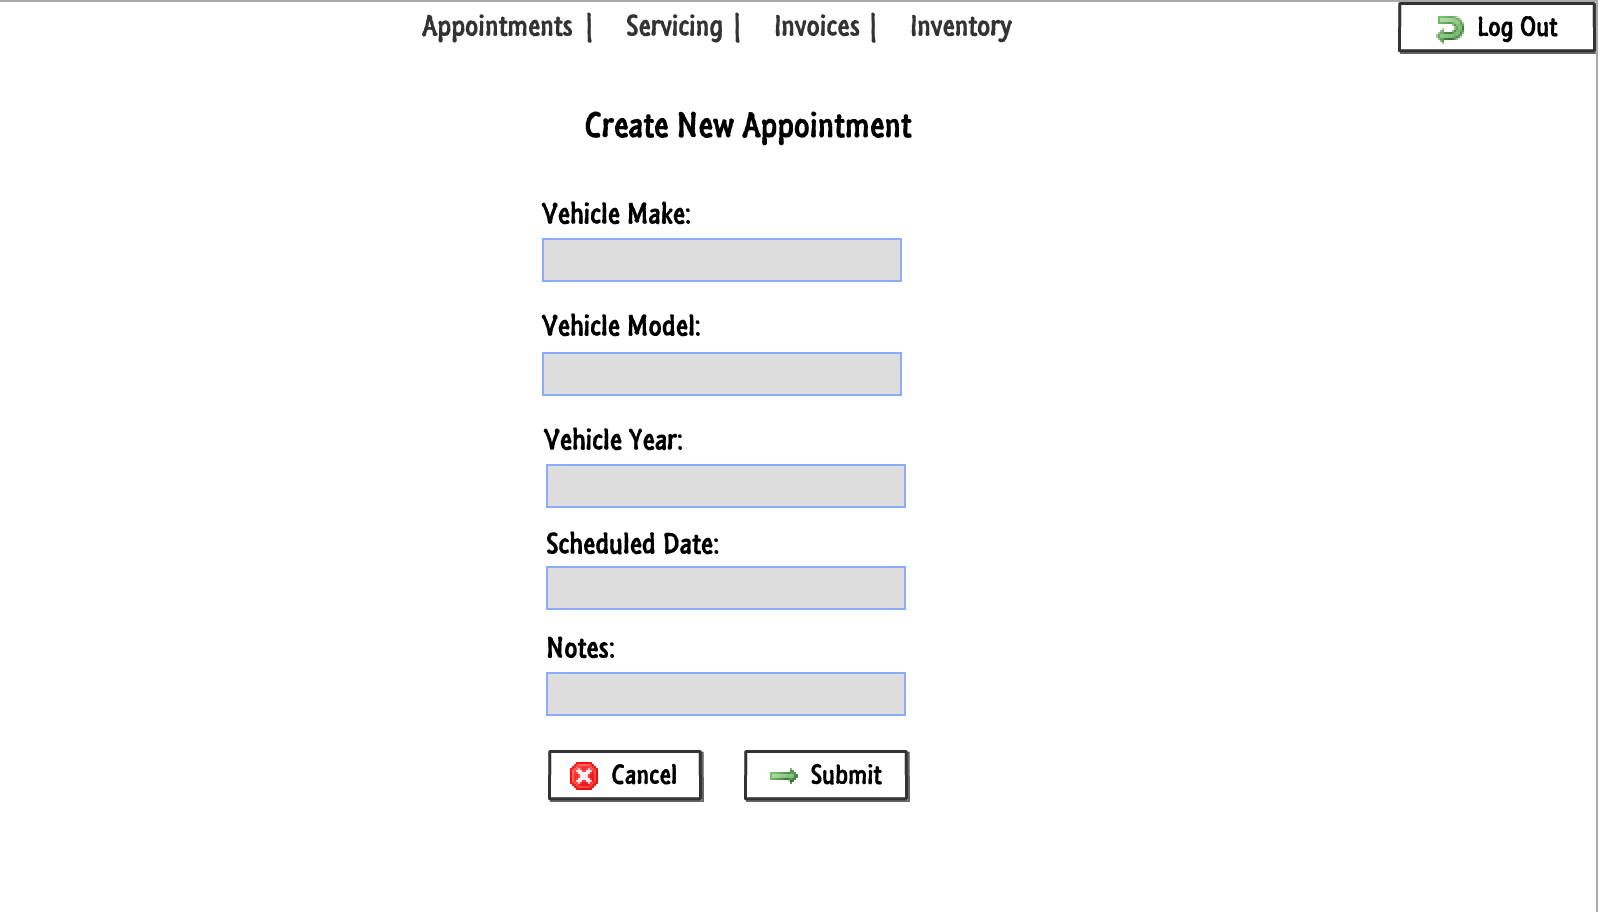 Appointments | Servicing | Invoices | Inventory
Log Out
Create New Appointment
Vehicle Make:
Vehicle Model:
Vehicle Year:
Scheduled Date:
Notes:
Cancel
Submit